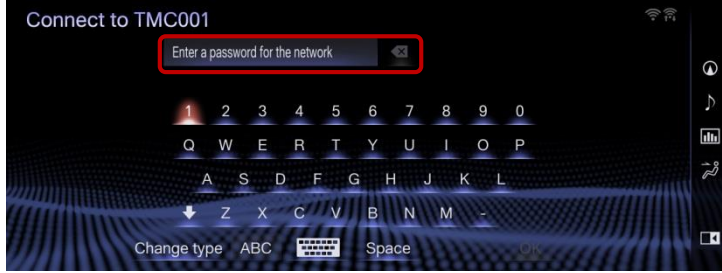 Connect to TMC001
Enter a password for the network
1 2 3 4 5 6 7 8 9 0
Q W E R T Y U I O P
A S D F G H J K L
Z X C V B N M -
Change type ABC Space OK